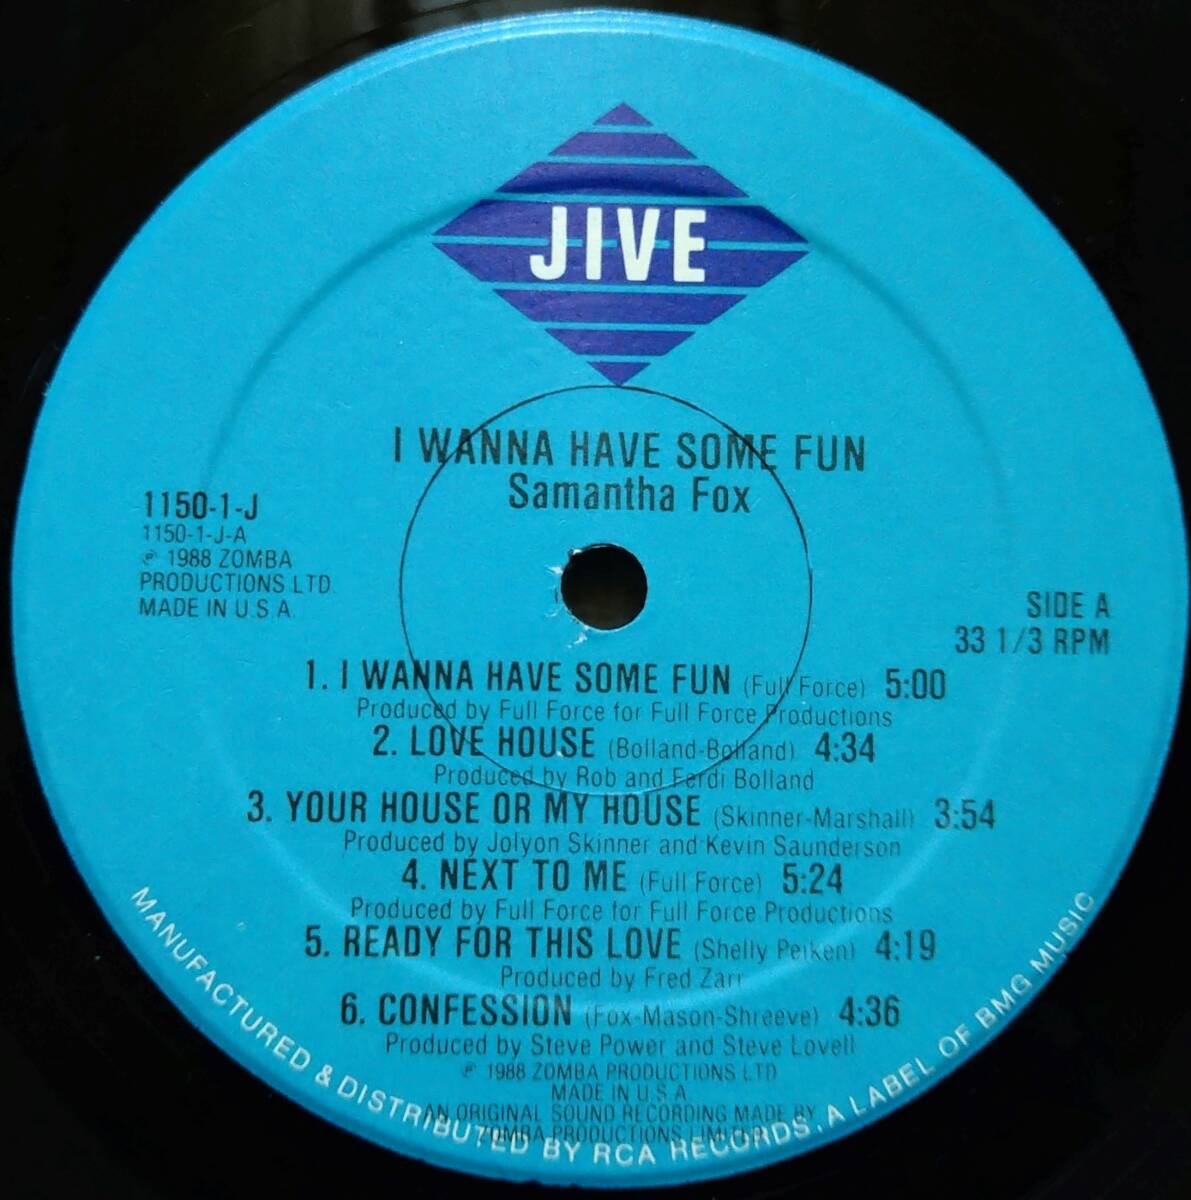 JIVE
I WANNA HAVE SOME FUN
Samantha Fox
1150-1-J
1150-1-J-A
℗ 1988 ZOMBA
PRODUCTIONS LTD.
MADE IN U.S.A.
SIDE A
33 1/3 RPM
1. I WANNA HAVE SOME FUN (Full Force) 5:00
Produced by Full Force for Full Force Productions
2. LOVE HOUSE (Bolland-Bolland) 4:34
Produced by Rob and Ferdi Bolland
3. YOUR HOUSE OR MY HOUSE (Skinner-Marshall) 3:54
Produced by Jolyon Skinner and Kevin Saunderson
4. NEXT TO ME (Full Force) 5:24
Produced by Full Force for Full Force Productions
5. READY FOR THIS LOVE (Shelly Peiken) 4:19
Produced by Fred Zarr
6. CONFESSION (Fox-Mason-Shreeve) 4:36
Produced by Steve Power and Steve Lovell
℗ 1988 ZOMBA PRODUCTIONS LTD
MADE IN U.S.A
AN ORIGINAL SOUND RECORDING MADE BY
ZOMBA PRODUCTIONS LIMITED
MANUFACTURED & DISTRIBUTED BY RCA RECORDS, A LABEL OF BMG MUSIC